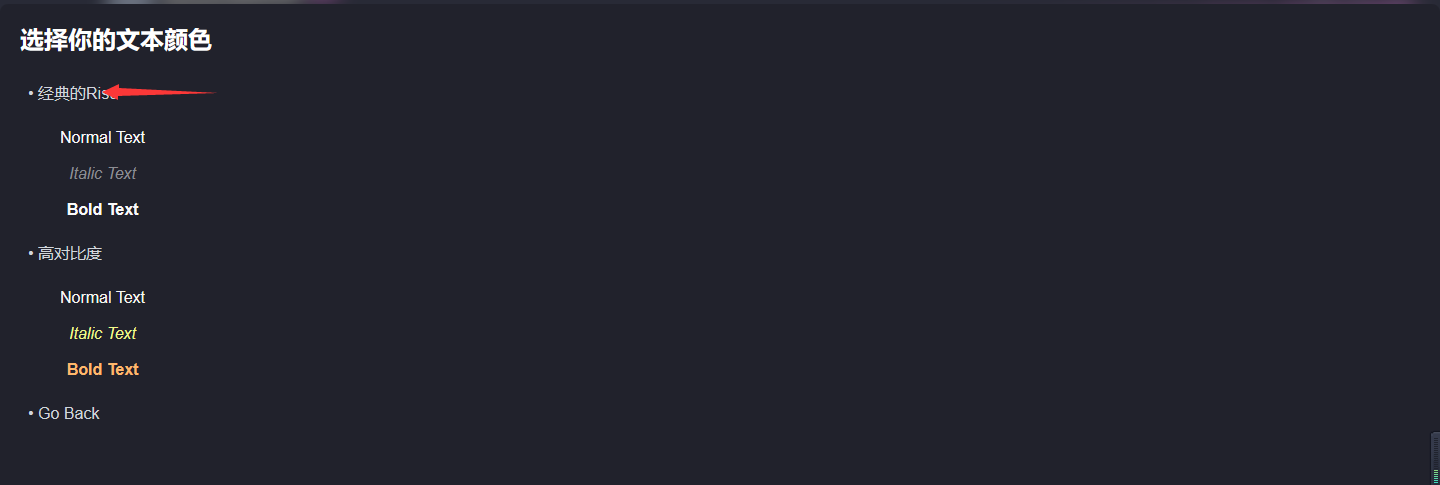 选择你的文本颜色
• 经典的
Normal Text
Italic Text
Bold Text
• 高对比度
Normal Text
Italic Text
Bold Text
• Go Back